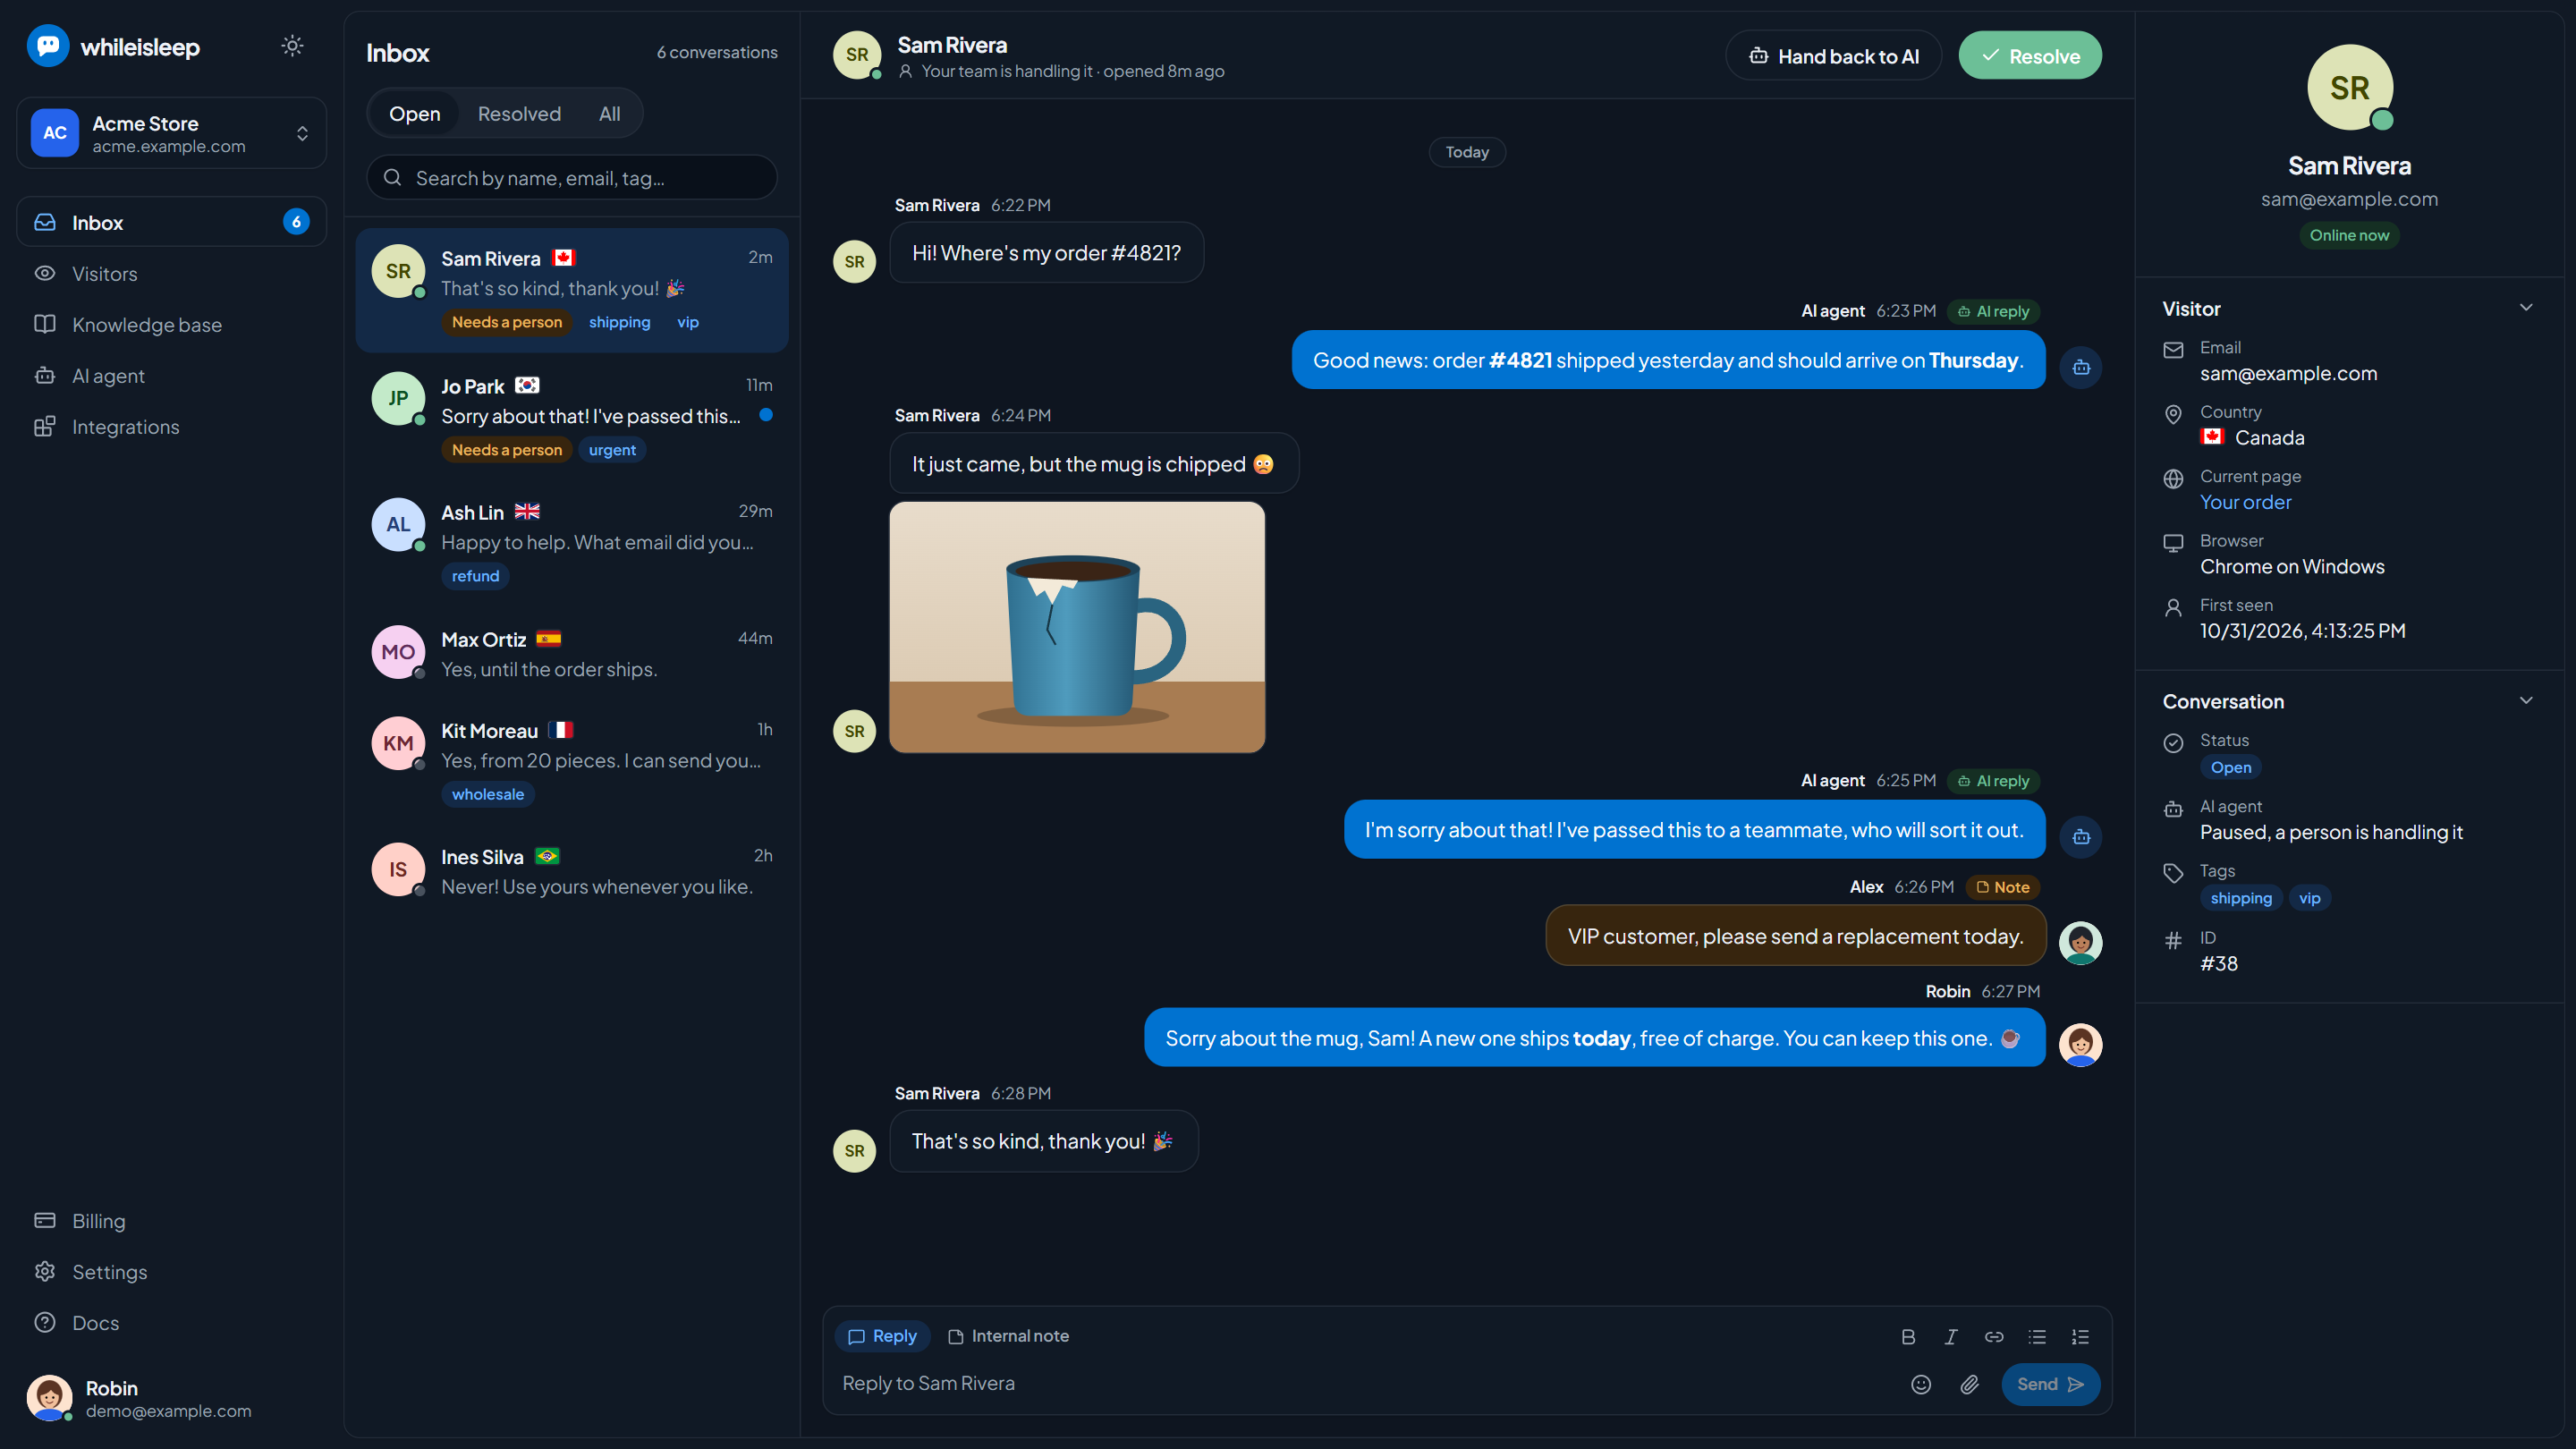 whileisleep
AC
Acme Store
acme.example.com
Inbox
6
Visitors
Knowledge base
AI agent
Integrations
Billing
Settings
Docs
Robin
demo@example.com
Inbox
6 conversations
Open
Resolved
All
Search by name, email, tag...
SR
Sam Rivera
2m
That's so kind, thank you! 🎉
Needs a person
shipping
vip
JP
Jo Park
11m
Sorry about that! I've passed this...
Needs a person
urgent
AL
Ash Lin
29m
Happy to help. What email did you...
refund
MO
Max Ortiz
44m
Yes, until the order ships.
KM
Kit Moreau
1h
Yes, from 20 pieces. I can send you...
wholesale
IS
Ines Silva
2h
Never! Use yours whenever you like.
SR
Sam Rivera
Your team is handling it · opened 8m ago
Hand back to AI
Resolve
Today
Sam Rivera 6:22 PM
SR
Hi! Where's my order #4821?
AI agent 6:23 PM AI reply
Good news: order #4821 shipped yesterday and should arrive on Thursday.
Sam Rivera 6:24 PM
It just came, but the mug is chipped 😳
SR
AI agent 6:25 PM AI reply
I'm sorry about that! I've passed this to a teammate, who will sort it out.
Alex 6:26 PM Note
VIP customer, please send a replacement today.
Robin 6:27 PM
Sorry about the mug, Sam! A new one ships today, free of charge. You can keep this one. ☕
Sam Rivera 6:28 PM
SR
That's so kind, thank you! 🎉
Reply
Internal note
Reply to Sam Rivera
Send
SR
Sam Rivera
sam@example.com
Online now
Visitor
Email
sam@example.com
Country
Canada
Current page
Your order
Browser
Chrome on Windows
First seen
10/31/2026, 4:13:25 PM
Conversation
Status
Open
AI agent
Paused, a person is handling it
Tags
shipping
vip
ID
#38